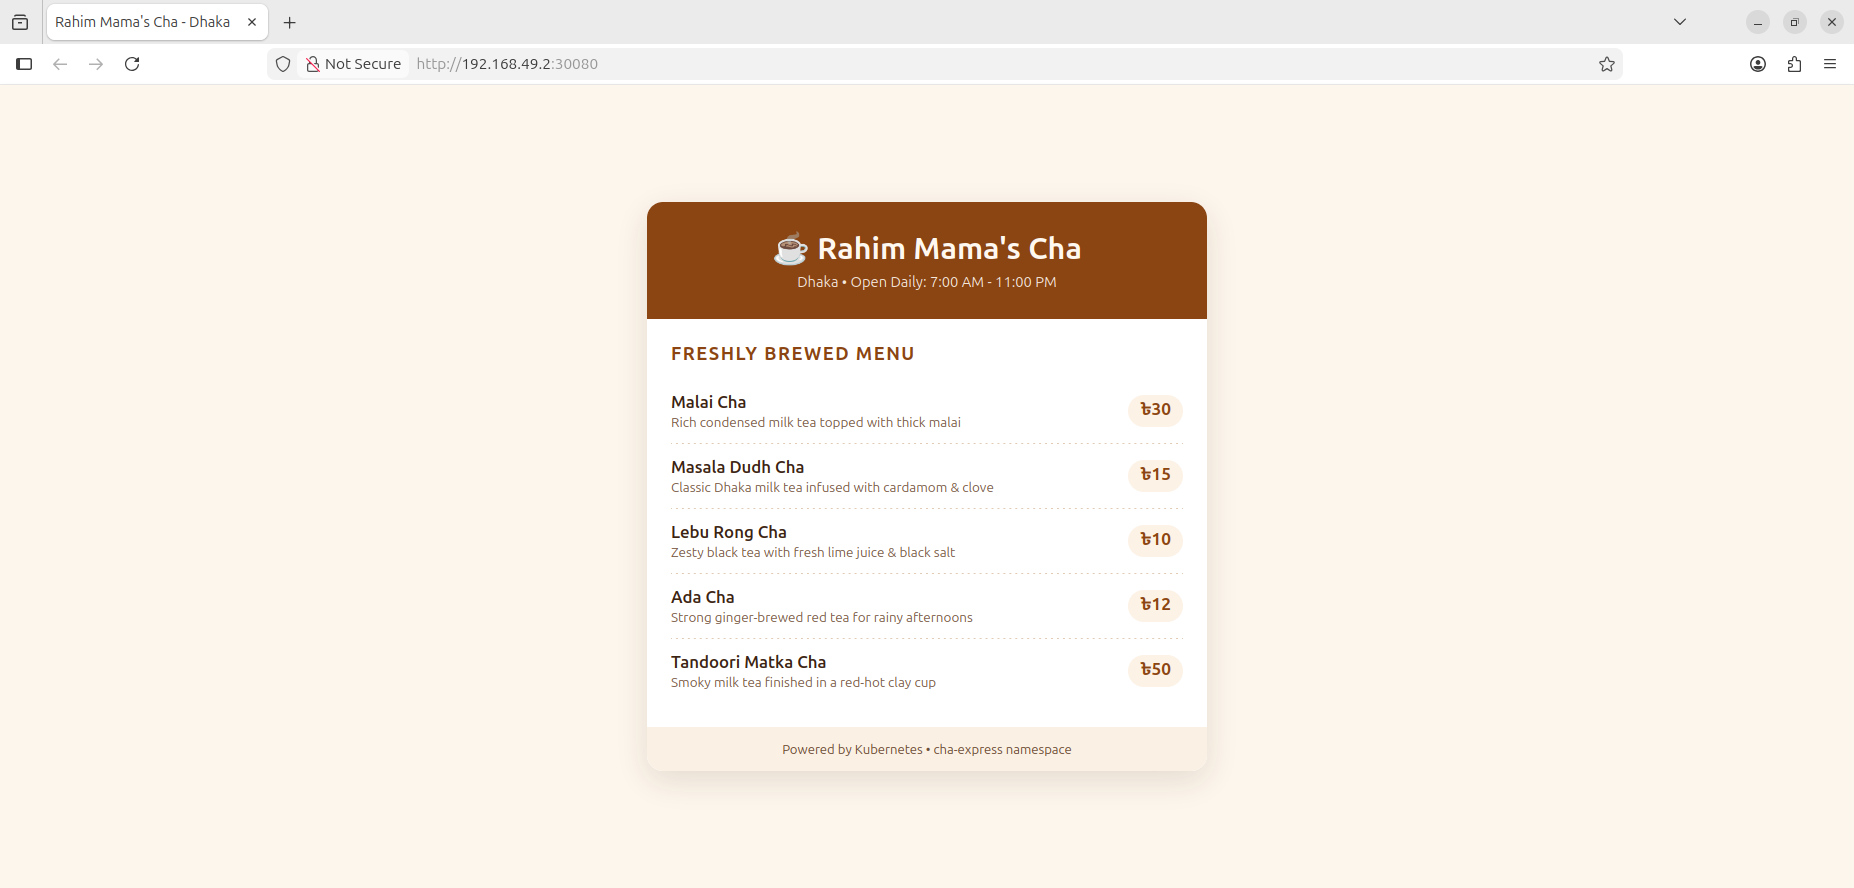 Rahim Mama's Cha - Dhaka
Not Secure http://192.168.49.2:30080
☕ Rahim Mama's Cha
Dhaka • Open Daily: 7:00 AM - 11:00 PM
FRESHLY BREWED MENU
Malai Cha
Rich condensed milk tea topped with thick malai
৳30
Masala Dudh Cha
Classic Dhaka milk tea infused with cardamom & clove
৳15
Lebu Rong Cha
Zesty black tea with fresh lime juice & black salt
৳10
Ada Cha
Strong ginger-brewed red tea for rainy afternoons
৳12
Tandoori Matka Cha
Smoky milk tea finished in a red-hot clay cup
৳50
Powered by Kubernetes • cha-express namespace